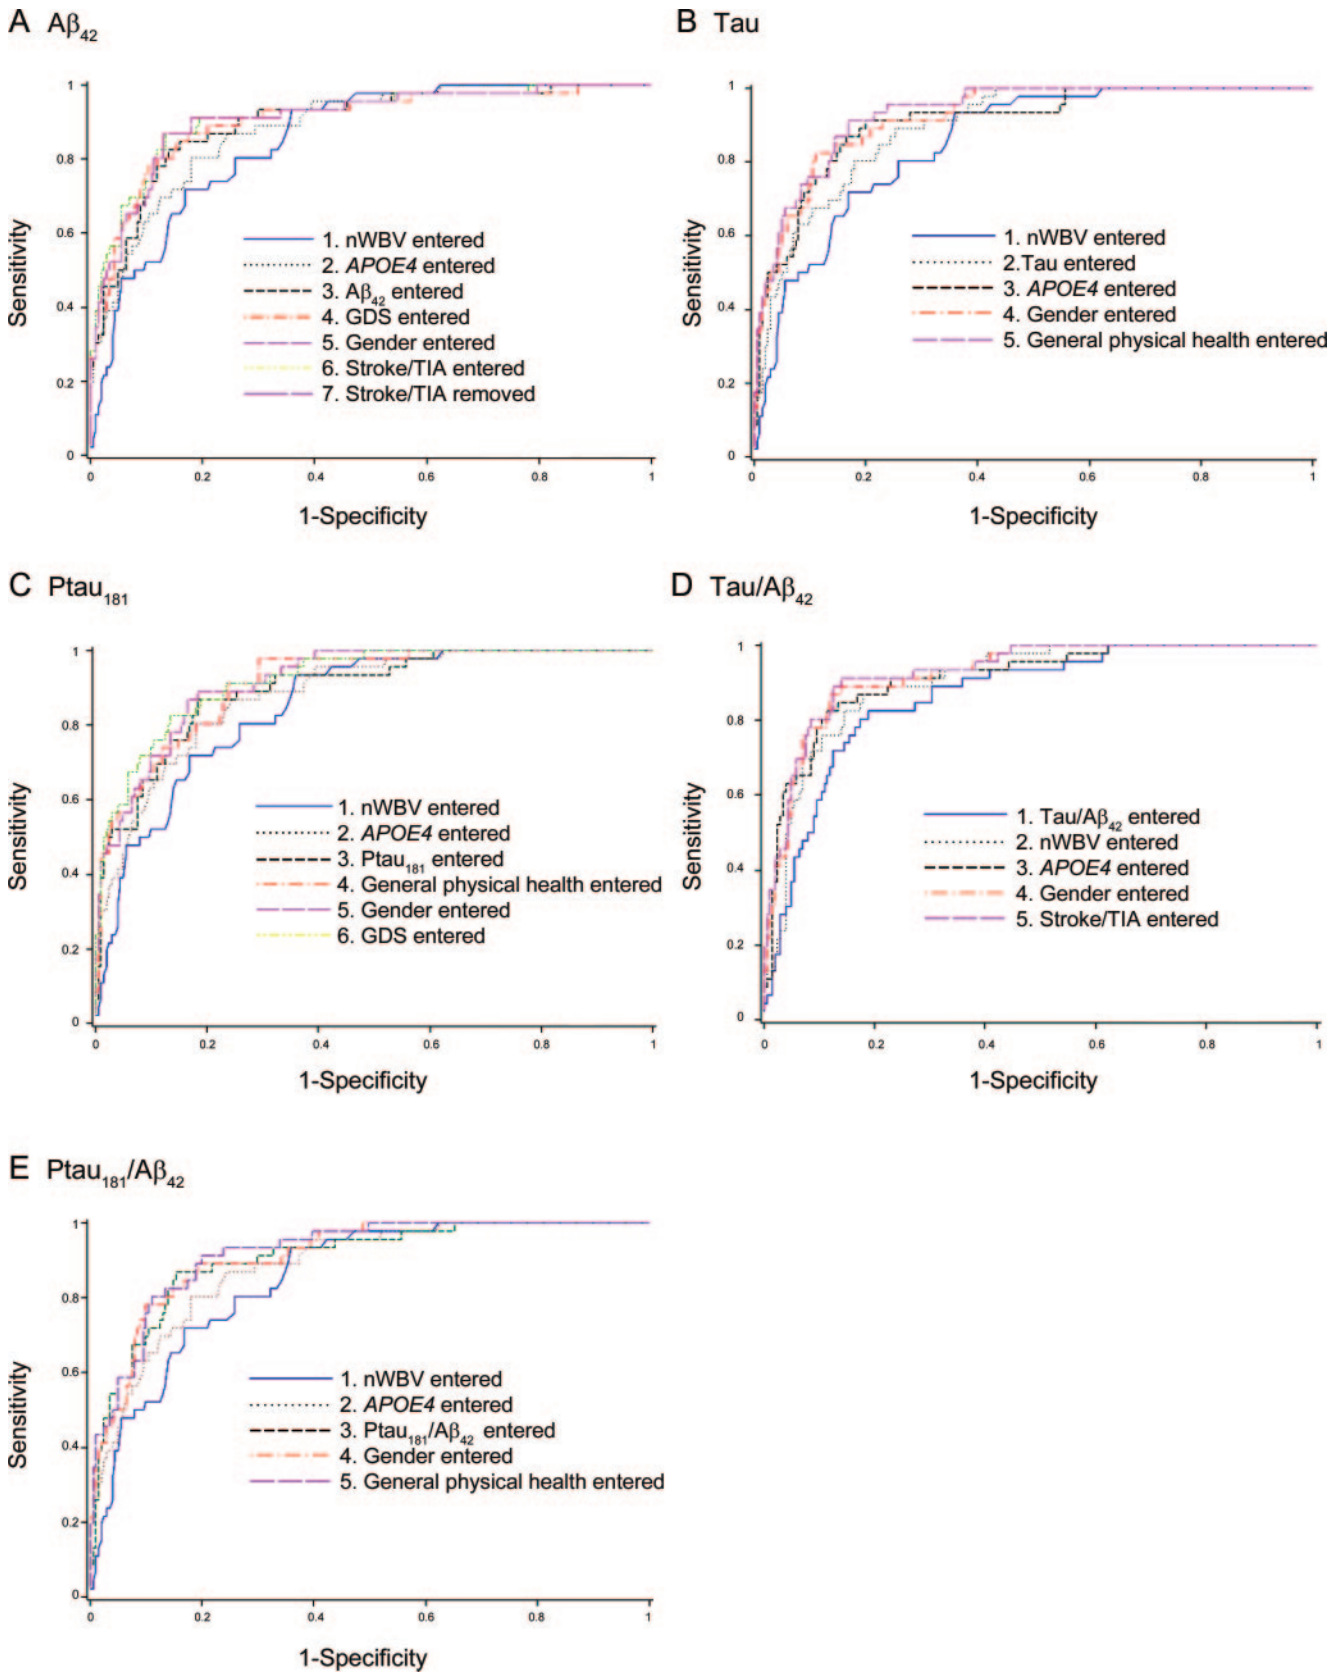 A Aβ42
B Tau
1
0.8
0.6
0.4
0.2
0
Sensitivity
1. nWBV entered
2. APOE4 entered
3. Aβ42 entered
4. GDS entered
5. Gender entered
6. Stroke/TIA entered
7. Stroke/TIA removed
0 0.2 0.4 0.6 0.8 1
1-Specificity
1
0.8
0.6
0.4
0.2
0
Sensitivity
1. nWBV entered
2.Tau entered
3. APOE4 entered
4. Gender entered
5. General physical health entered
0 0.2 0.4 0.6 0.8 1
1-Specificity
C Ptau181
D Tau/Aβ42
1
0.8
0.6
0.4
0.2
0
Sensitivity
1. nWBV entered
2. APOE4 entered
3. Ptau181 entered
4. General physical health entered
5. Gender entered
6. GDS entered
0 0.2 0.4 0.6 0.8 1
1-Specificity
1
0.8
0.6
0.4
0.2
0
Sensitivity
1. Tau/Aβ42 entered
2. nWBV entered
3. APOE4 entered
4. Gender entered
5. Stroke/TIA entered
0 0.2 0.4 0.6 0.8 1
1-Specificity
E Ptau181/Aβ42
1
0.8
0.6
0.4
0.2
0
Sensitivity
1. nWBV entered
2. APOE4 entered
3. Ptau181/Aβ42 entered
4. Gender entered
5. General physical health entered
0 0.2 0.4 0.6 0.8 1
1-Specificity